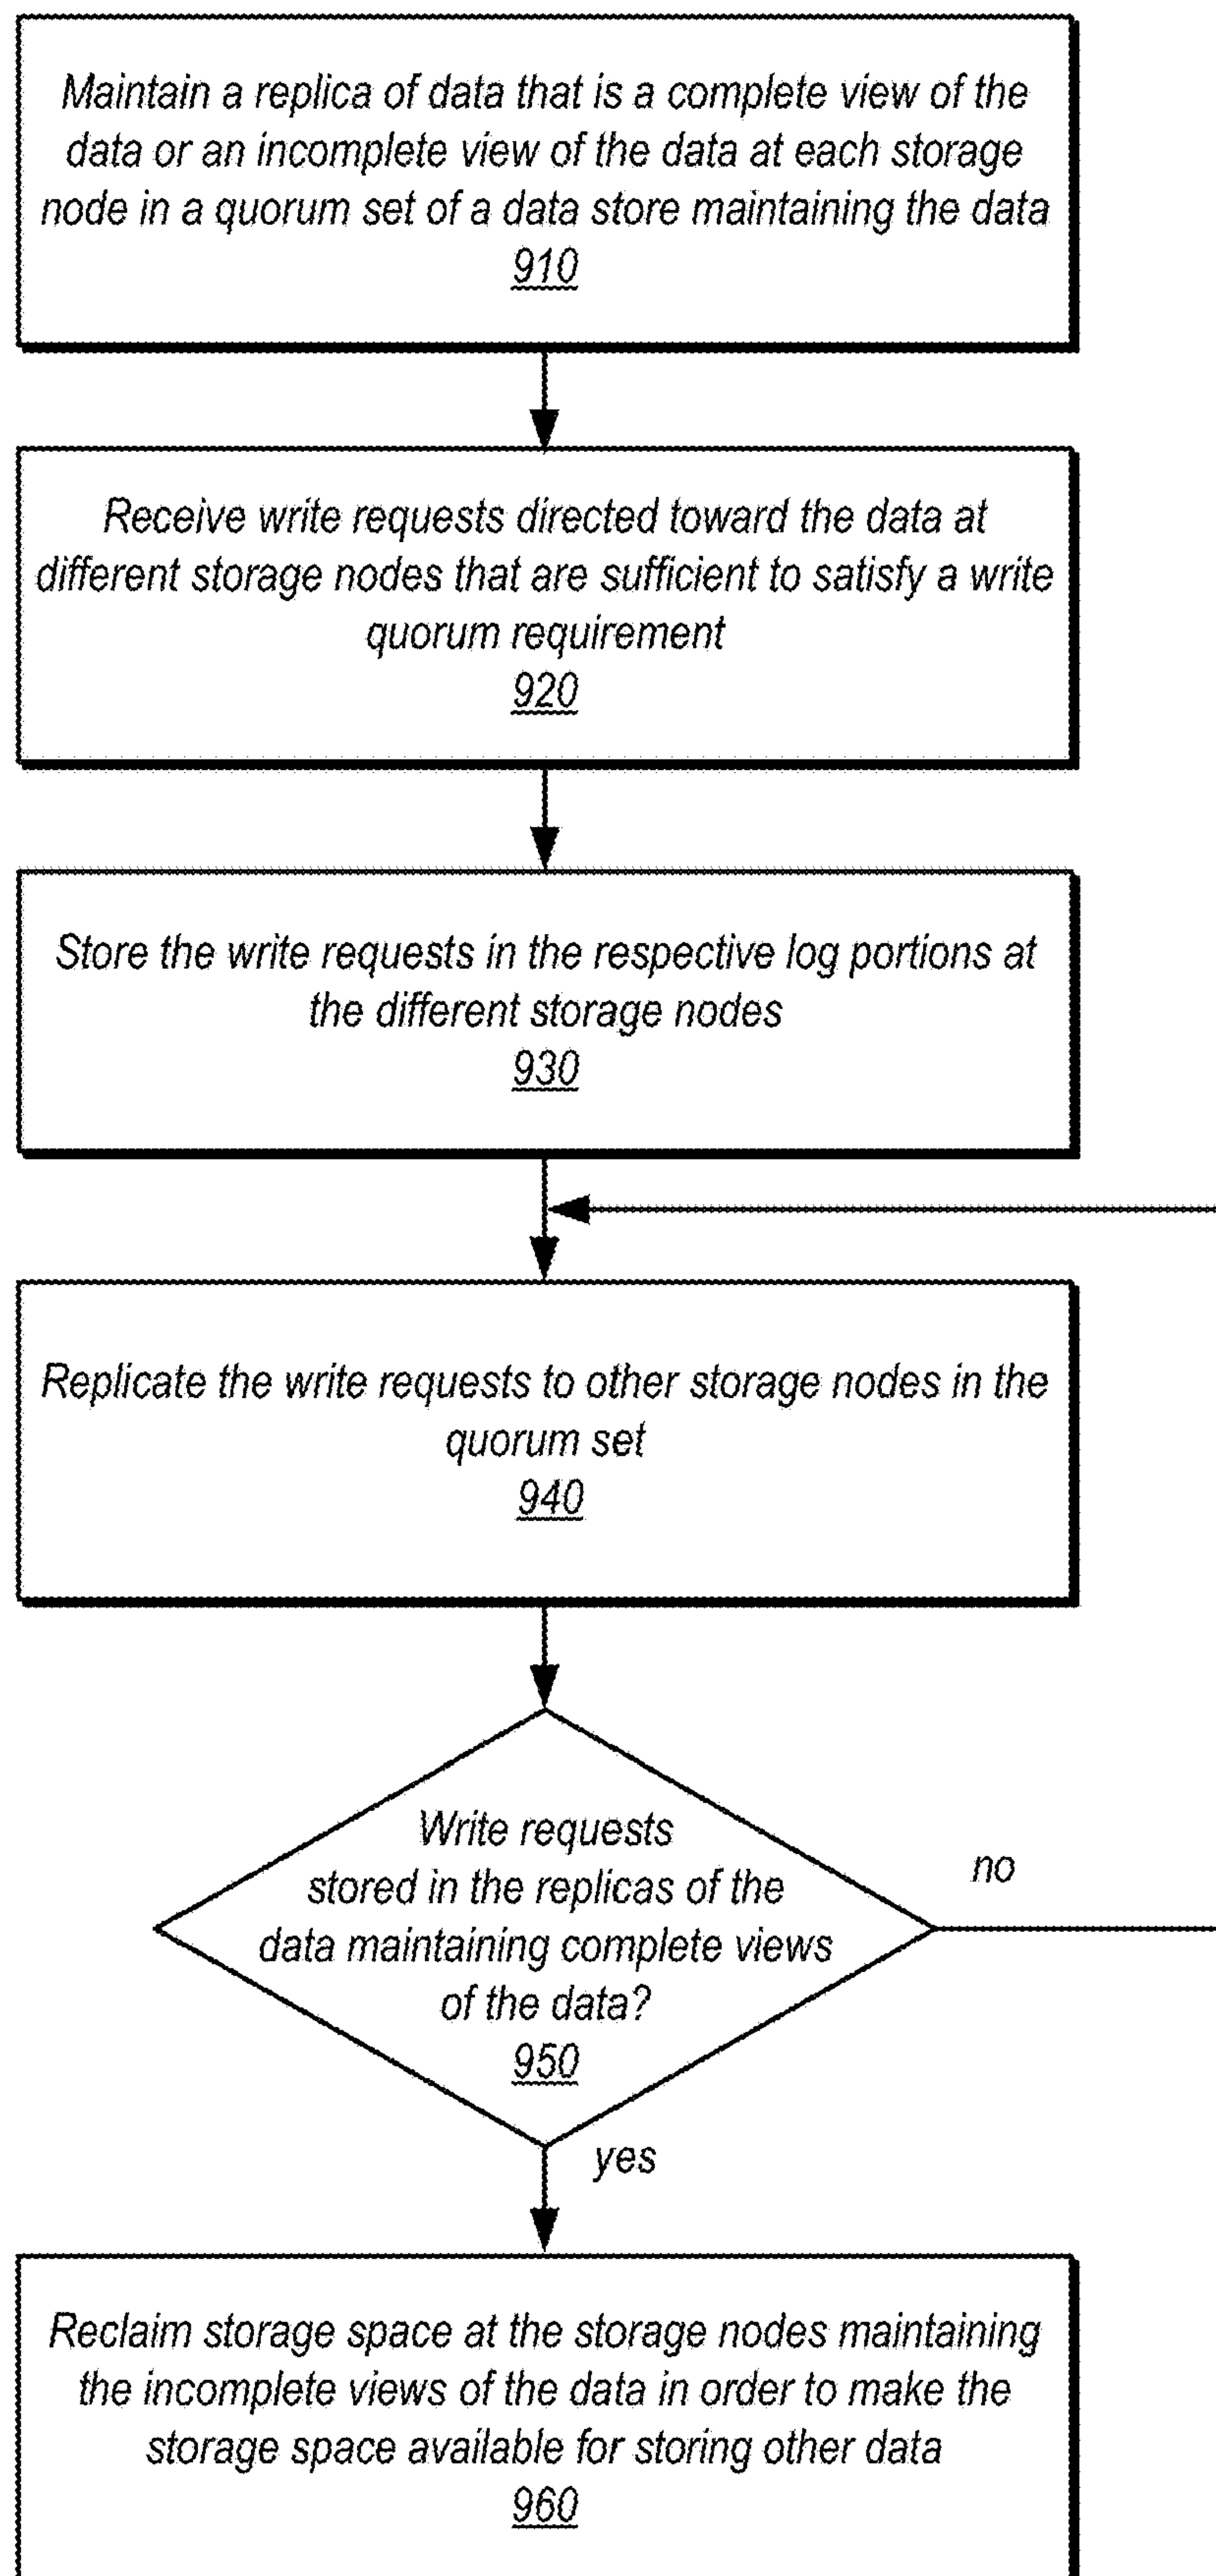 Maintain a replica of data that is a complete view of the
data or an incomplete view of the data at each storage
node in a quorum set of a data store maintaining the data
910
Receive write requests directed toward the data at
different storage nodes that are sufficient to satisfy a write
quorum requirement
920
Store the write requests in the respective log portions at
the different storage nodes
930
Replicate the write requests to other storage nodes in the
quorum set
940
Write requests
stored in the replicas of the
data maintaining complete views
of the data?
950
no
yes
Reclaim storage space at the storage nodes maintaining
the incomplete views of the data in order to make the
storage space available for storing other data
960